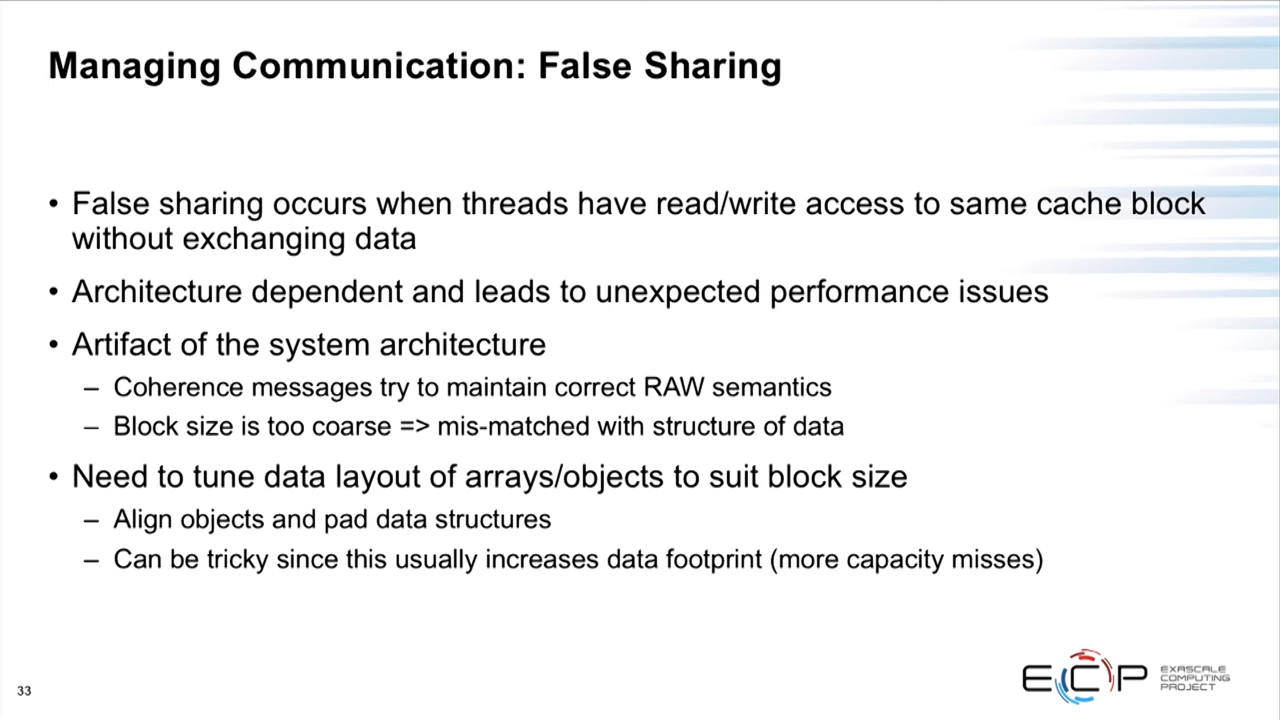 Managing Communication: False Sharing
• False sharing occurs when threads have read/write access to same cache block
without exchanging data
• Architecture dependent and leads to unexpected performance issues
• Artifact of the system architecture
– Coherence messages try to maintain correct RAW semantics
– Block size is too coarse => mis-matched with structure of data
• Need to tune data layout of arrays/objects to suit block size
– Align objects and pad data structures
– Can be tricky since this usually increases data footprint (more capacity misses)
33
ECP
EXASCALE
COMPUTING
PROJECT